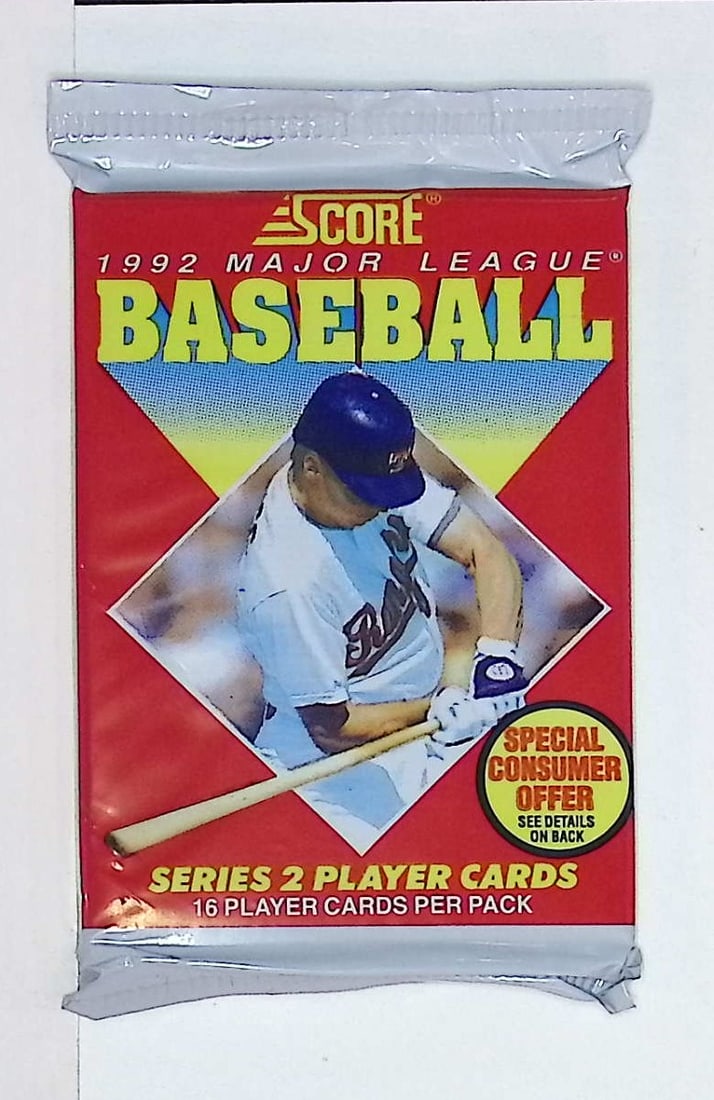 SCORE®
1992 MAJOR LEAGUE®
BASEBALL
SPECIAL
CONSUMER
OFFER
SEE DETAILS
ON BACK
SERIES 2 PLAYER CARDS
16 PLAYER CARDS PER PACK